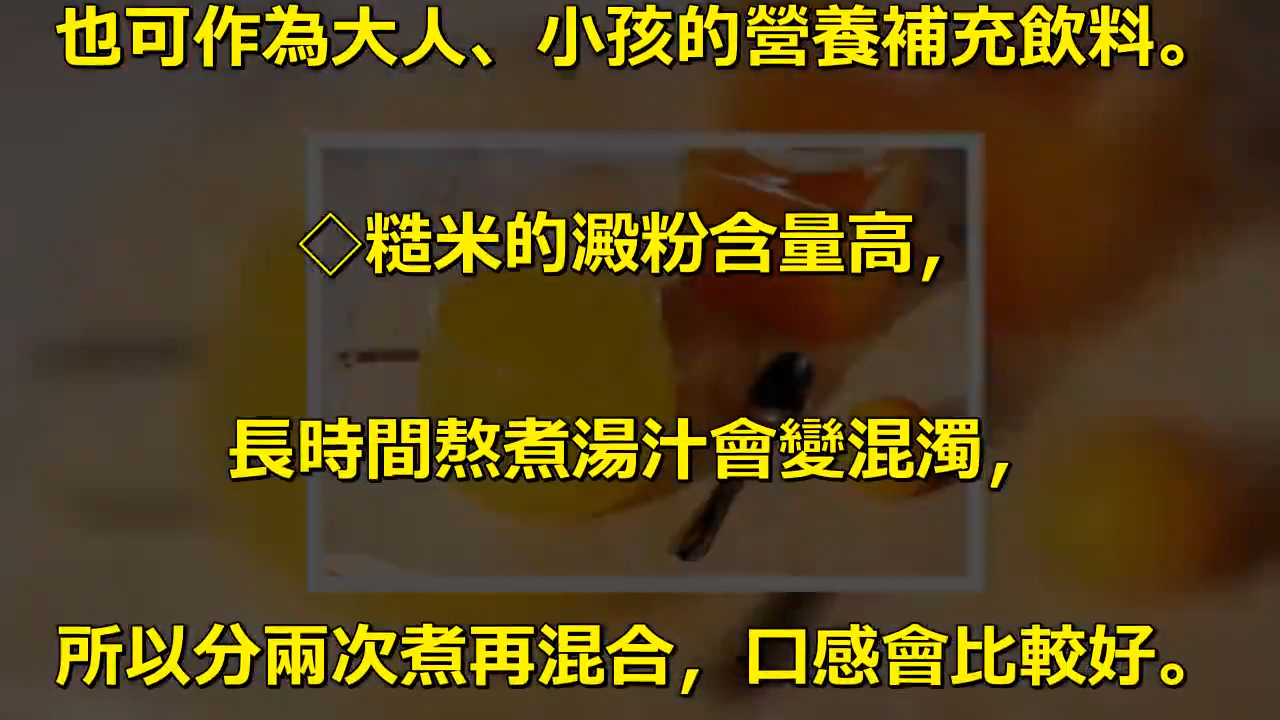 也可作為大人、小孩的營養補充飲料。
◇糙米的澱粉含量高，
長時間熬煮湯汁會變混濁，
所以分兩次煮再混合，口感會比較好。